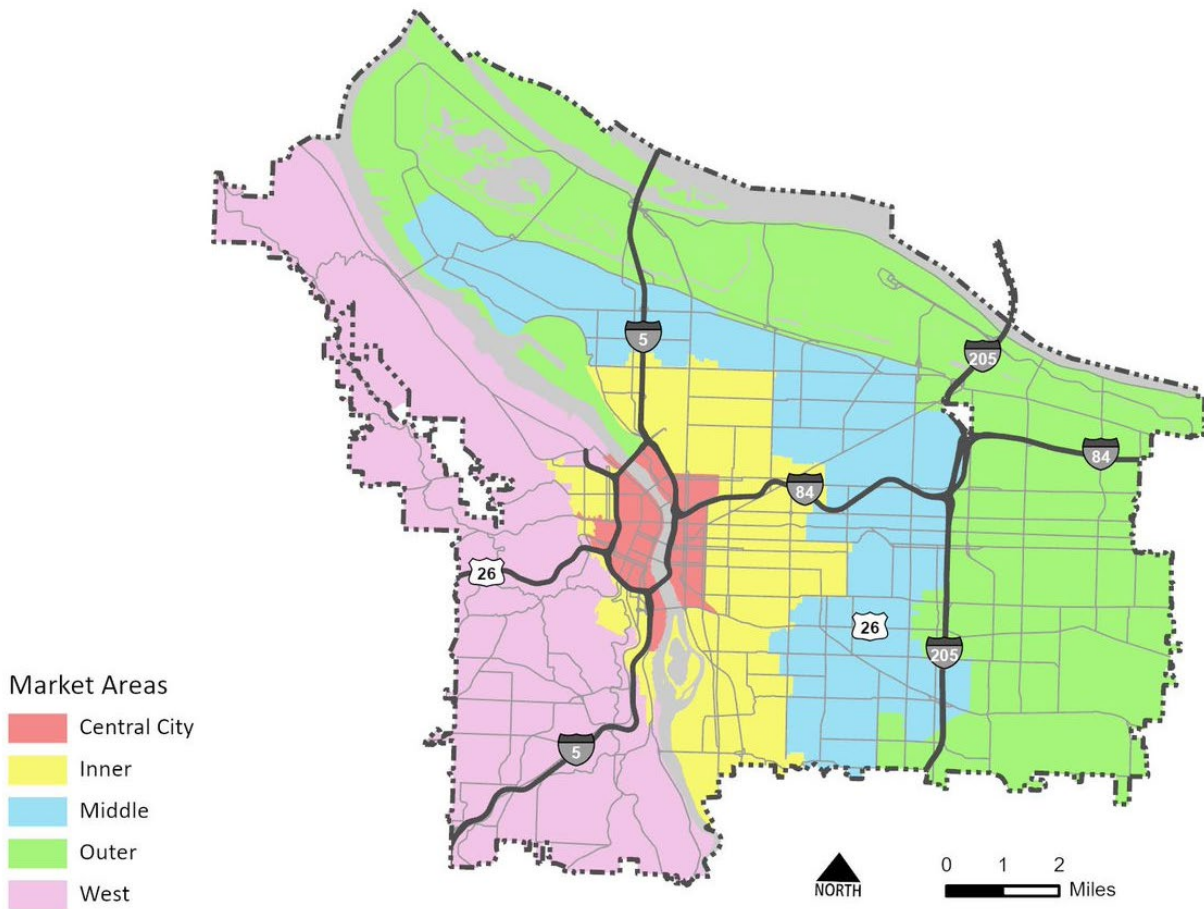 5
205
84
84
26
26
205
5
Market Areas
Central City
Inner
Middle
Outer
West
NORTH
0 1 2
Miles